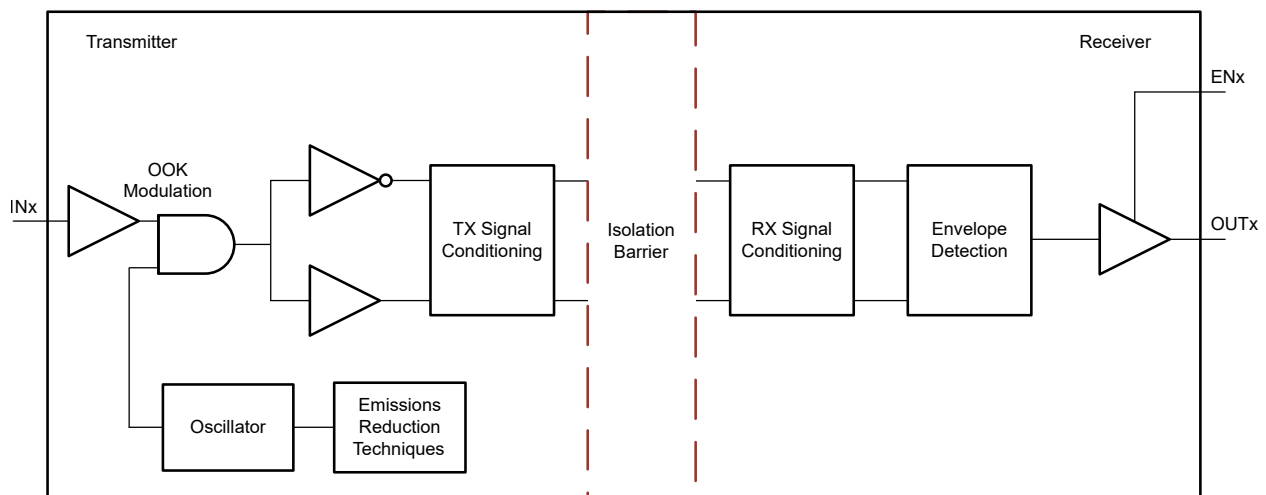 Transmitter
Receiver
ENx
OOK
Modulation
INx
TX Signal
Conditioning
Isolation
Barrier
RX Signal
Conditioning
Envelope
Detection
OUTx
Oscillator
Emissions
Reduction
Techniques